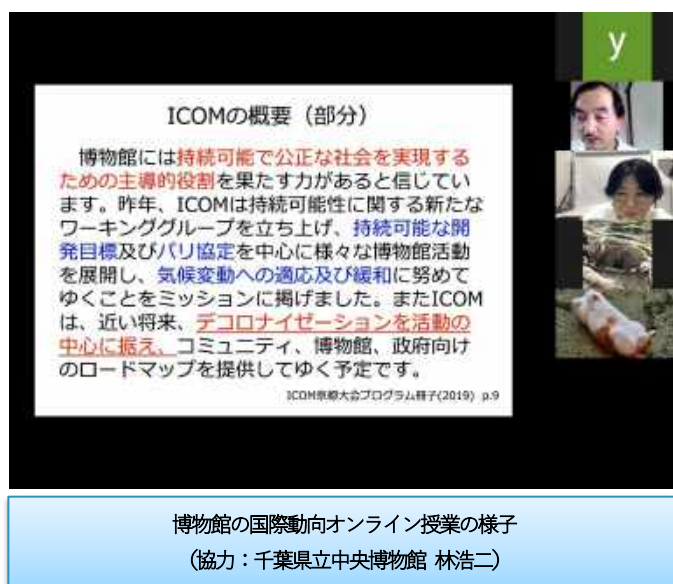 y
ICOMの概要（部分）
博物館には持続可能で公正な社会を実現する
ための主導的役割を果たす力があると信じてい
ます。昨年、ICOMは持続可能性に関する新たな
ワーキンググループを立ち上げ、持続可能な開
発目標及びパリ協定を中心に様々な博物館活動
を展開し、気候変動への適応及び緩和に努めて
ゆくことをミッションに掲げました。またICOM
は、近い将来、デコロナイゼーションを活動の
中心に据え、コミュニティ、博物館、政府向け
のロードマップを提供してゆく予定です。
ICOM京都大会プログラム冊子(2019) p.9
博物館の国際動向オンライン授業の様子
（協力：千葉県立中央博物館 林浩二）